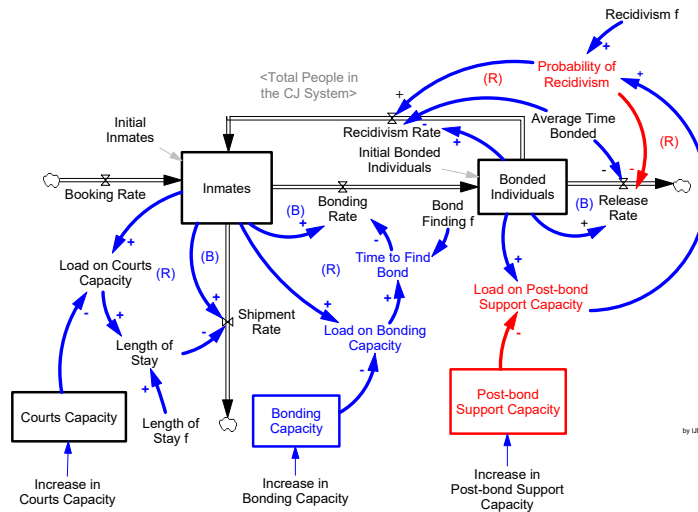 Recidivism f
+
Probability of
Recidivism
+
(R)
<Total People in
the CJ System>
+
-
Recidivism Rate
+
Average Time
Bonded
(R)
Initial
Inmates
Initial Bonded
Individuals
-
-
Booking Rate
Inmates
Bonding
Rate
Bonded
Individuals
Release
Rate
(B)
+
(B)
+
Bond
Finding f
-
-
+
Load on Courts
Capacity
(R)
(B)
(R)
Time to Find
Bond
+
Load on Post-bond
Support Capacity
-
+
+
-
Shipment
Rate
+
+
Load on Bonding
Capacity
-
-
Length of
Stay
+
Courts Capacity
Length of
Stay f
Bonding
Capacity
Post-bond
Support Capacity
by IJI
Increase in
Courts Capacity
Increase in
Bonding Capacity
Increase in
Post-bond Support
Capacity